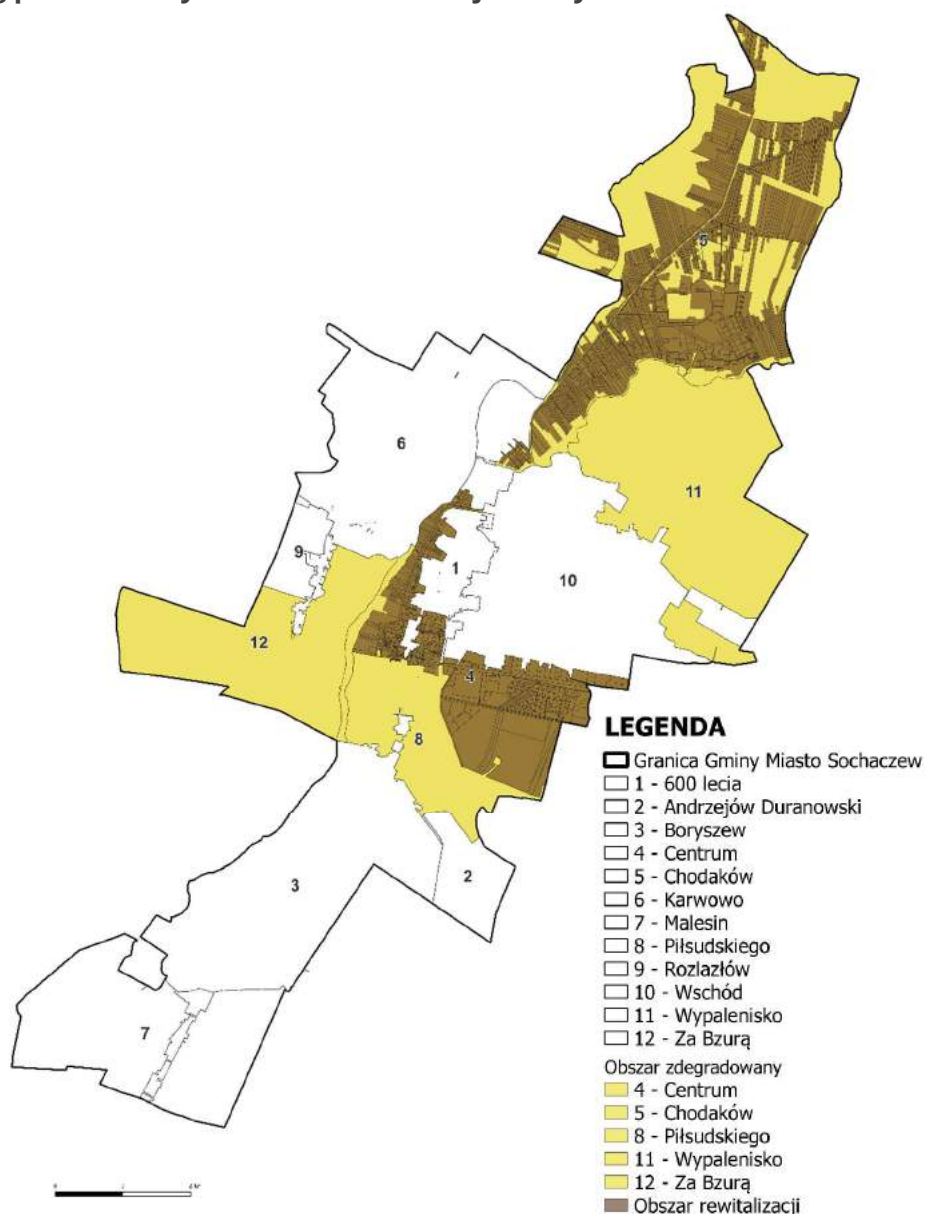 5
6
11
9
1
10
12
4
8
3
2
7
LEGENDA
Granica Gminy Miasto Sochaczew
1 - 600 lecia
2 - Andrzejów Duranowski
3 - Boryszew
4 - Centrum
5 - Chodaków
6 - Karwowo
7 - Malesin
8 - Piłsudskiego
9 - Rozlazłów
10 - Wschód
11 - Wypalenisko
12 - Za Bzurą
Obszar zdegradowany
4 - Centrum
5 - Chodaków
8 - Piłsudskiego
11 - Wypalenisko
12 - Za Bzurą
Obszar rewitalizacji